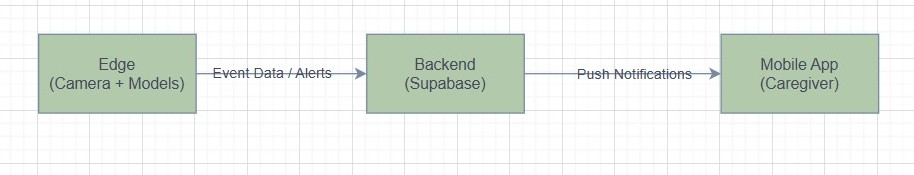 Edge
(Camera + Models)
Event Data / Alerts
Backend
(Supabase)
Push Notifications
Mobile App
(Caregiver)